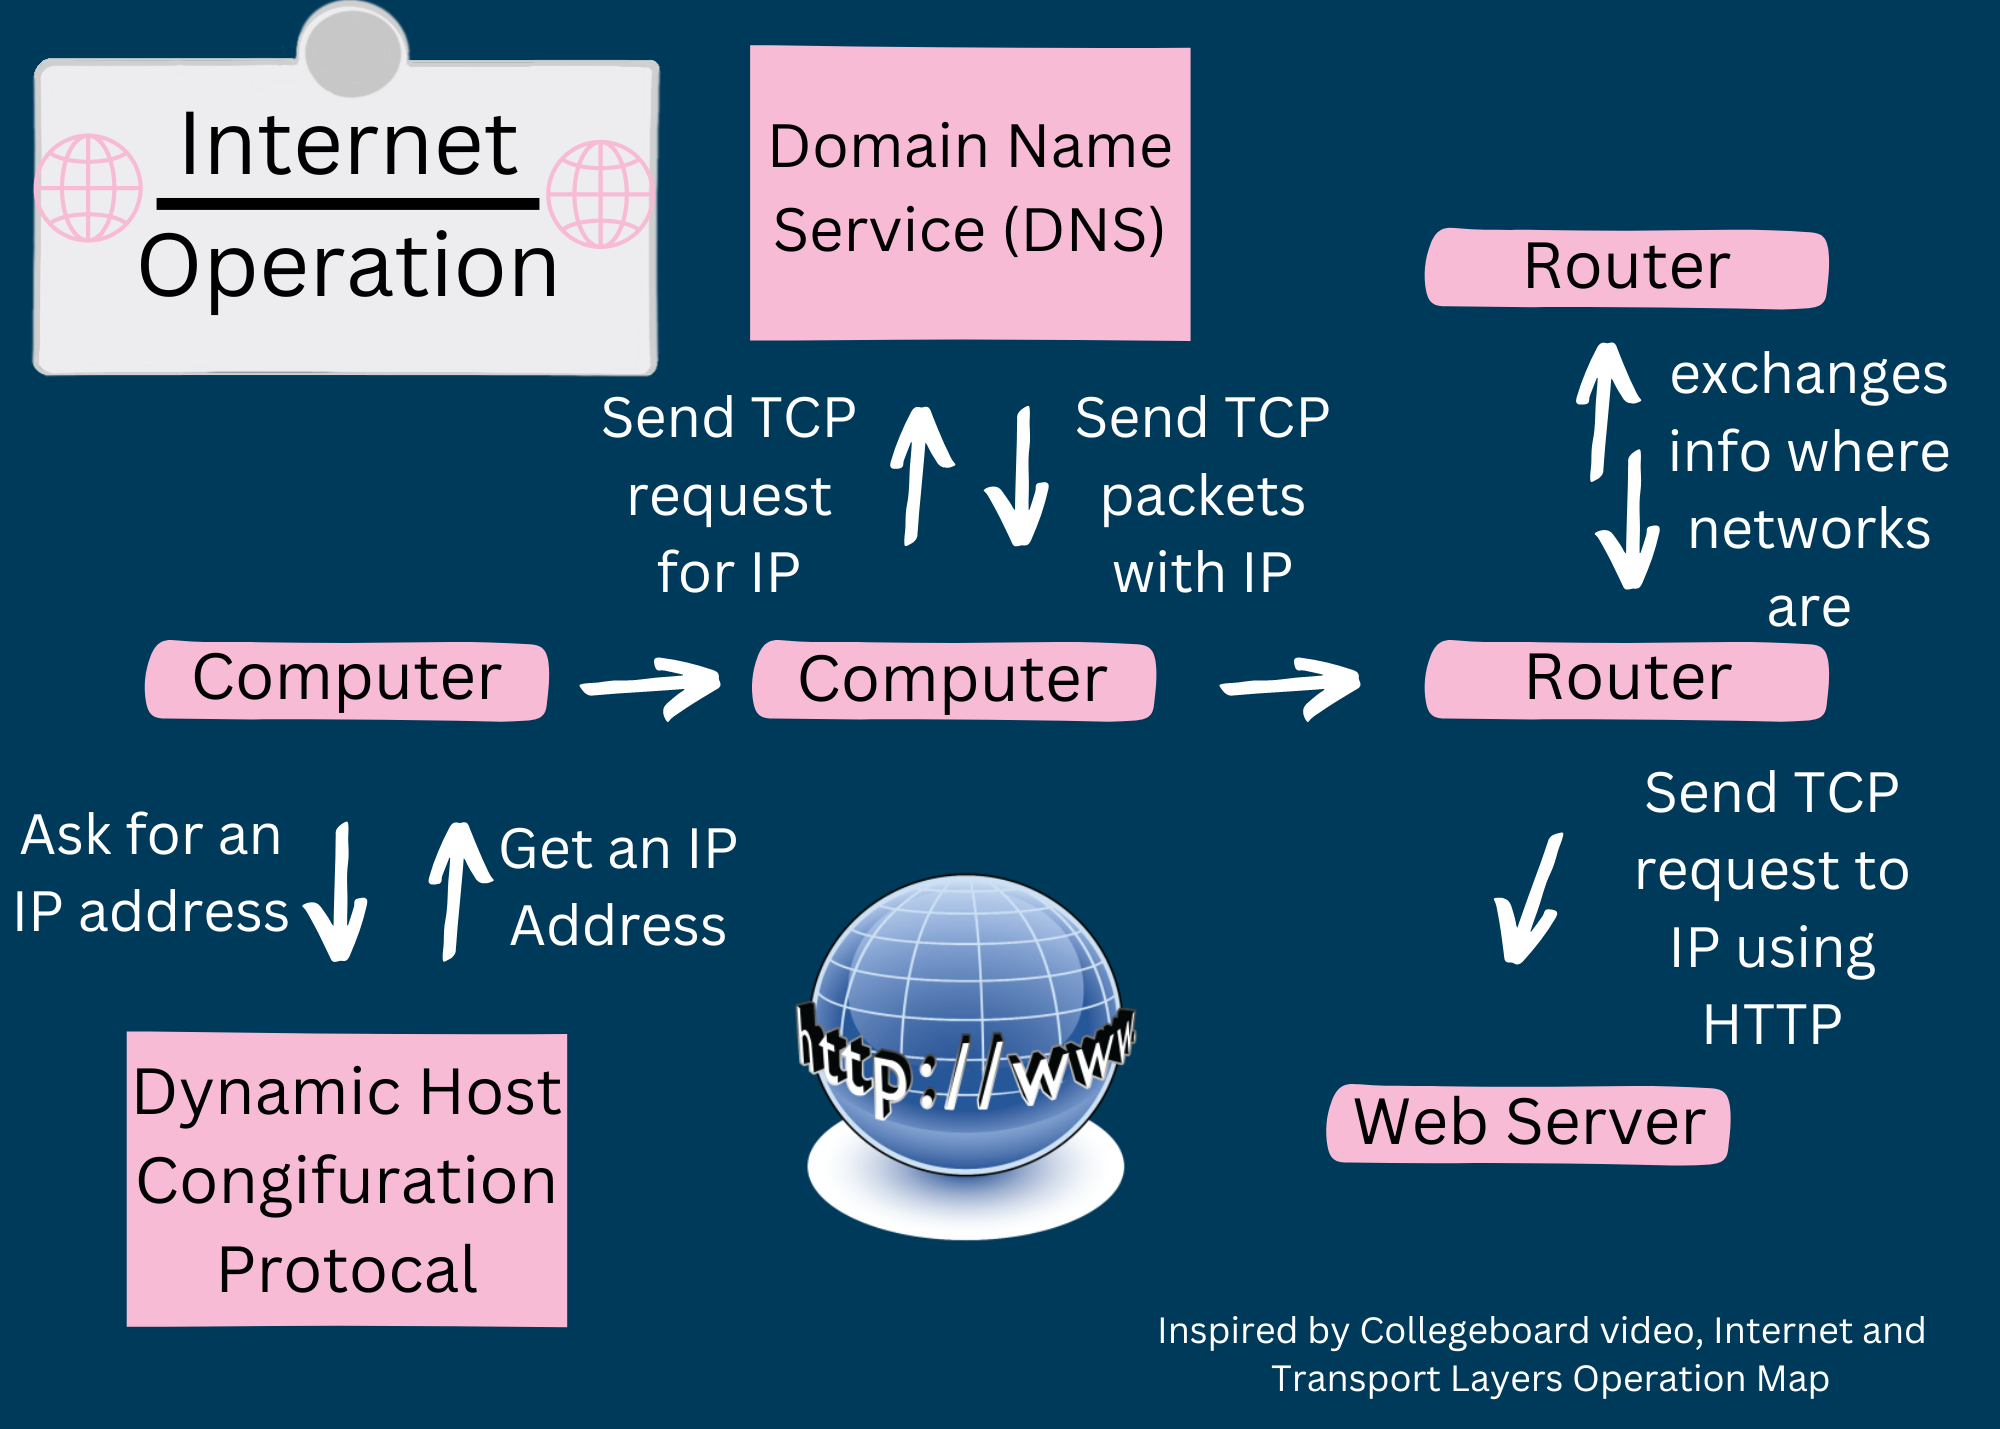 Internet
Operation
Domain Name
Service (DNS)
Router
exchanges
info where
networks
are
Send TCP
request
for IP
Send TCP
packets
with IP
Computer
Computer
Router
Ask for an
IP address
Get an IP
Address
Send TCP
request to
IP using
HTTP
http://www
Dynamic Host
Congifuration
Protocal
Web Server
Inspired by Collegeboard video, Internet and
Transport Layers Operation Map